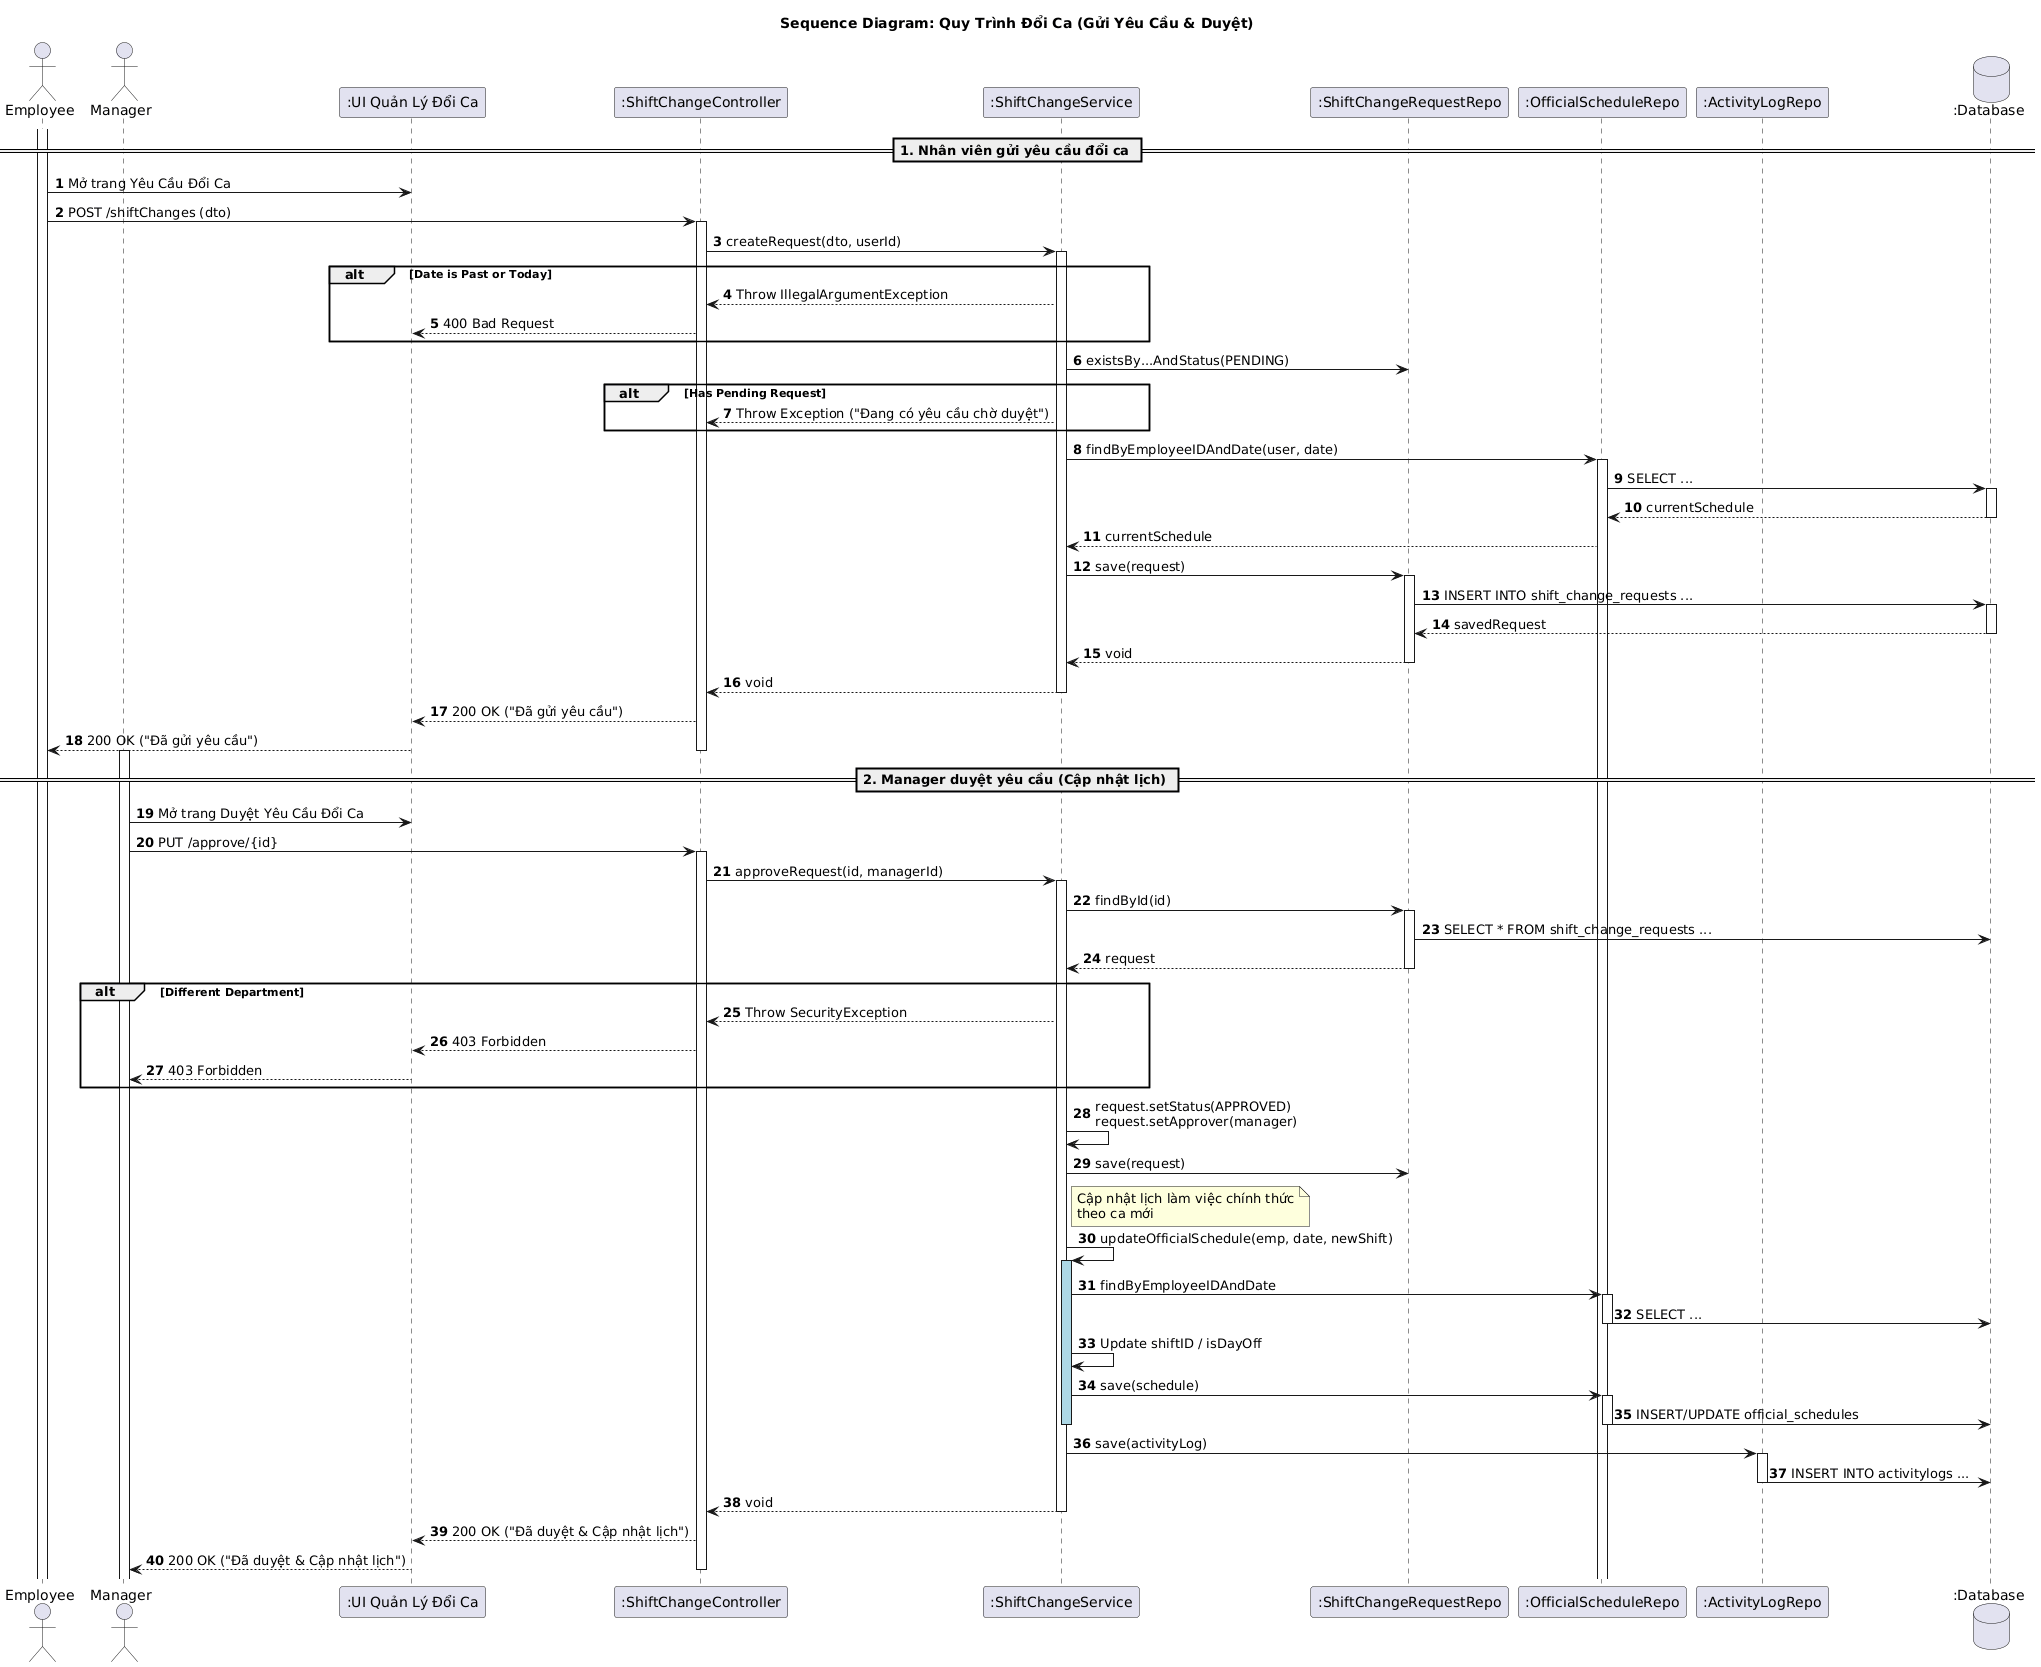 Sequence Diagram: Quy Trình Đổi Ca (Gửi Yêu Cầu & Duyệt)
Employee
Manager
:UI Quản Lý Đổi Ca
:ShiftChangeController
:ShiftChangeService
:ShiftChangeRequestRepo
:OfficialScheduleRepo
:ActivityLogRepo
:Database
1. Nhân viên gửi yêu cầu đổi ca
1 Mở trang Yêu Cầu Đổi Ca
2 POST /shiftChanges (dto)
3 createRequest(dto, userId)
alt [Date is Past or Today]
4 Throw IllegalArgumentException
5 400 Bad Request
6 existsBy...AndStatus(PENDING)
alt [Has Pending Request]
7 Throw Exception ("Đang có yêu cầu chờ duyệt")
8 findByEmployeeIDAndDate(user, date)
9 SELECT ...
10 currentSchedule
11 currentSchedule
12 save(request)
13 INSERT INTO shift_change_requests ...
14 savedRequest
15 void
16 void
17 200 OK ("Đã gửi yêu cầu")
18 200 OK ("Đã gửi yêu cầu")
2. Manager duyệt yêu cầu (Cập nhật lịch)
19 Mở trang Duyệt Yêu Cầu Đổi Ca
20 PUT /approve/{id}
21 approveRequest(id, managerId)
22 findById(id)
23 SELECT * FROM shift_change_requests ...
24 request
alt [Different Department]
25 Throw SecurityException
26 403 Forbidden
27 403 Forbidden
28 request.setStatus(APPROVED)
request.setApprover(manager)
29 save(request)
Cập nhật lịch làm việc chính thức
theo ca mới
30 updateOfficialSchedule(emp, date, newShift)
31 findByEmployeeIDAndDate
32 SELECT ...
33 Update shiftID / isDayOff
34 save(schedule)
35 INSERT/UPDATE official_schedules
36 save(activityLog)
37 INSERT INTO activitylogs ...
38 void
39 200 OK ("Đã duyệt & Cập nhật lịch")
40 200 OK ("Đã duyệt & Cập nhật lịch")
Employee
Manager
:UI Quản Lý Đổi Ca
:ShiftChangeController
:ShiftChangeService
:ShiftChangeRequestRepo
:OfficialScheduleRepo
:ActivityLogRepo
:Database